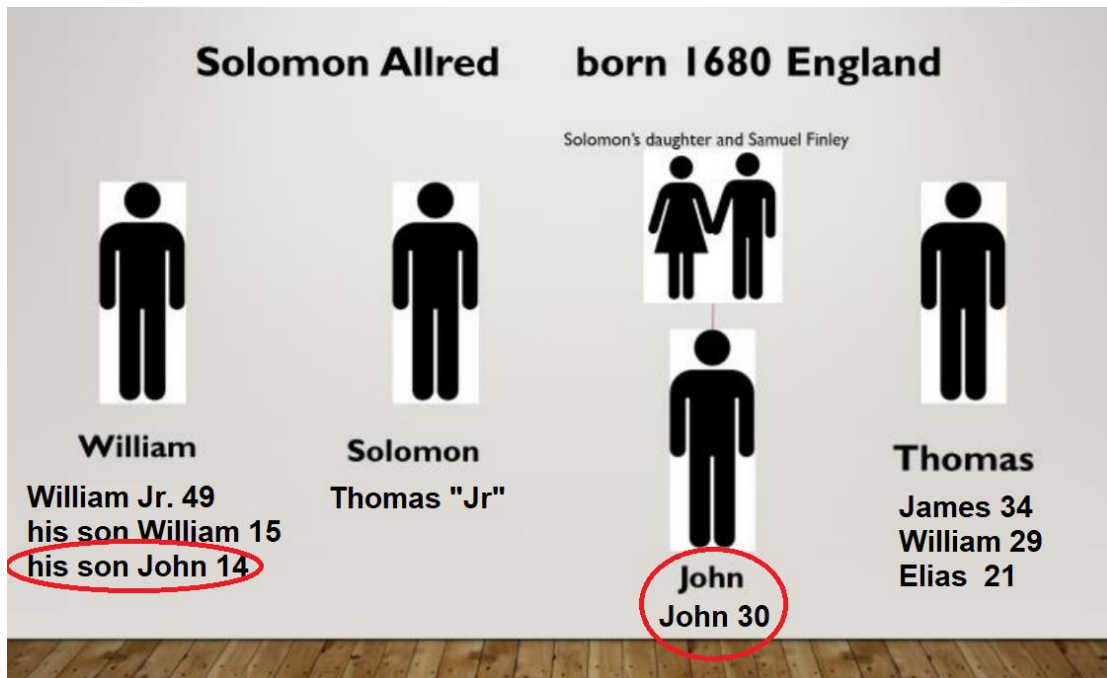 Solomon Allred born 1680 England
Solomon's daughter and Samuel Finley
William
William Jr. 49
his son William 15
his son John 14
Solomon
Thomas "Jr"
John
John 30
Thomas
James 34
William 29
Elias 21